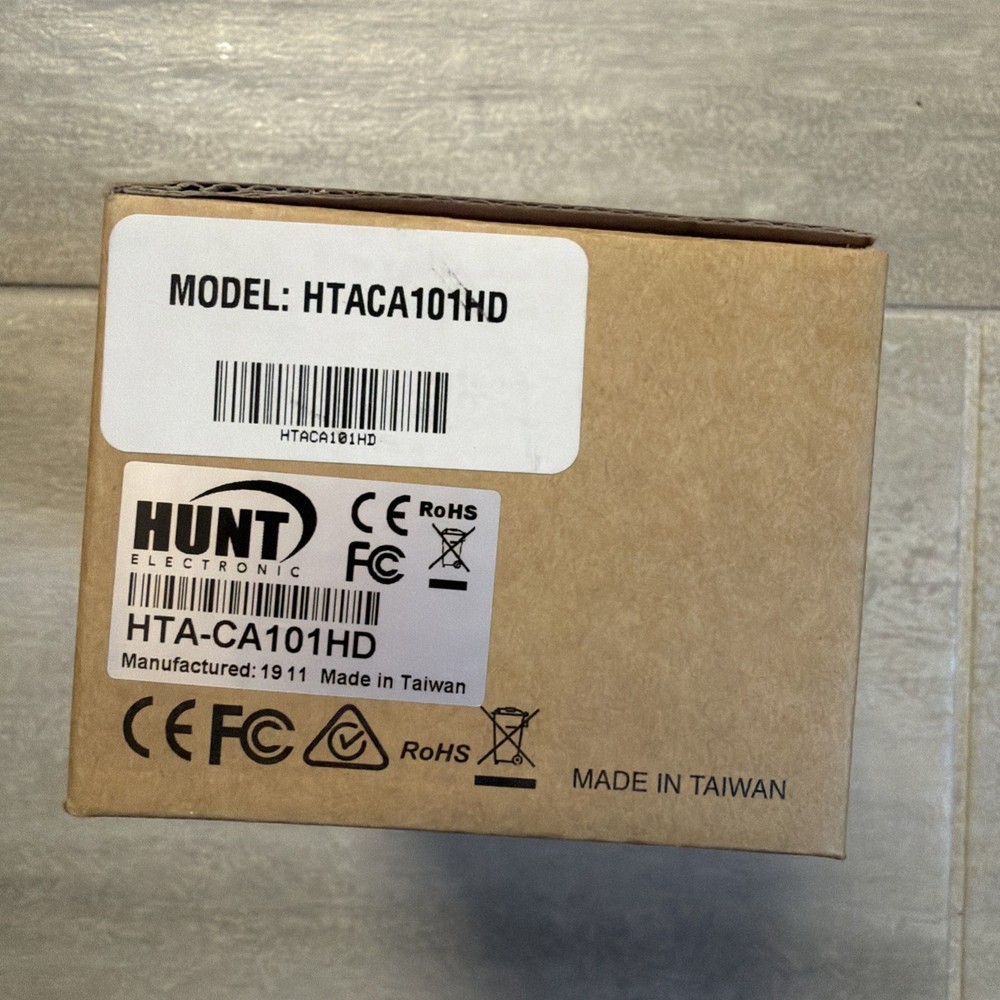 MODEL: HTACA101HD
HTACA101HD
HUNT
ELECTRONIC
CE RoHS
FC
HTA-CA101HD
Manufactured: 1911 Made in Taiwan
CE FC RoHS
MADE IN TAIWAN